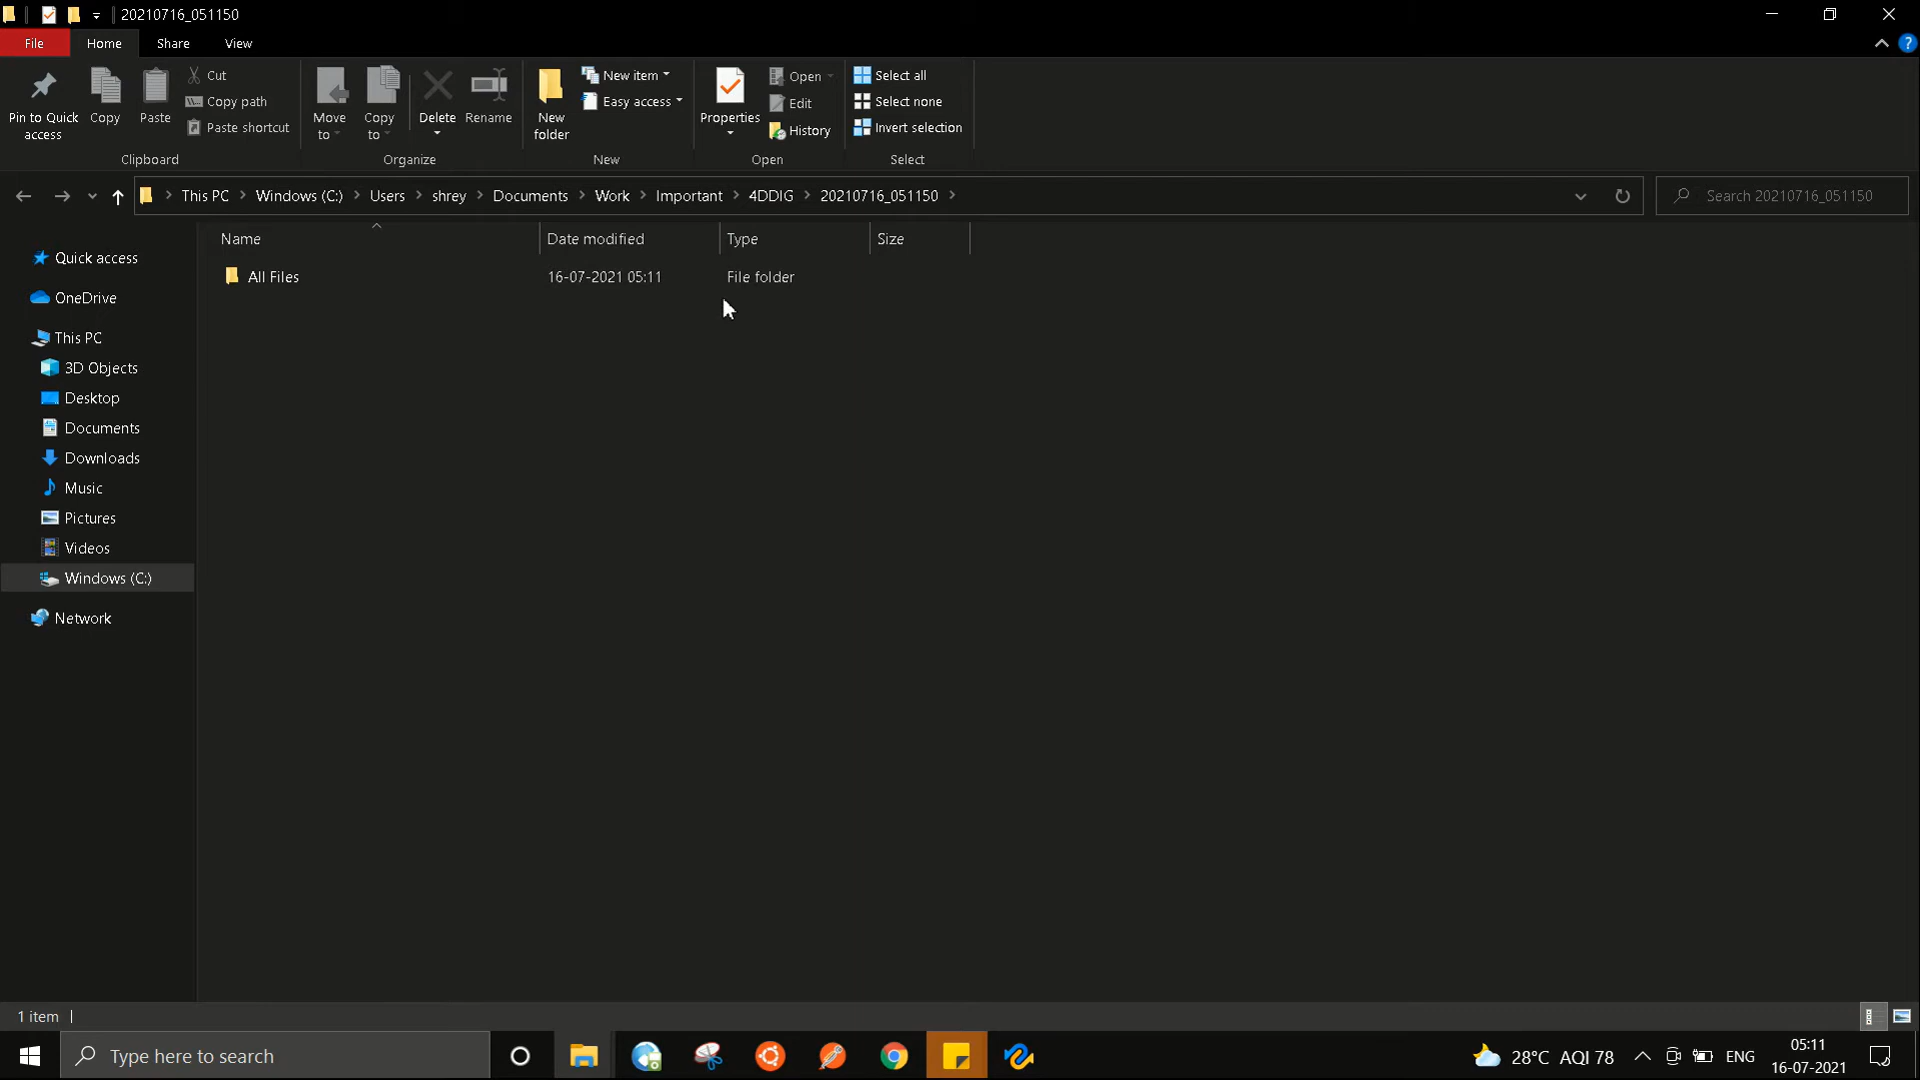 20210716_051150
File Home Share View
Pin to Quick access
Copy
Paste
Cut
Copy path
Paste shortcut
Clipboard
Move to
Copy to
Delete
Rename
Organize
New folder
New item
Easy access
New
Properties
Open
Edit
History
Open
Select all
Select none
Invert selection
Select
This PC > Windows (C:) > Users > shrey > Documents > Work > Important > 4DDIG > 20210716_051150 >
Search 20210716_051150
Name Date modified Type Size
All Files 16-07-2021 05:11 File folder
Quick access
OneDrive
This PC
3D Objects
Desktop
Documents
Downloads
Music
Pictures
Videos
Windows (C:)
Network
1 item
Type here to search
28°C AQI 78
ENG
05:11
16-07-2021